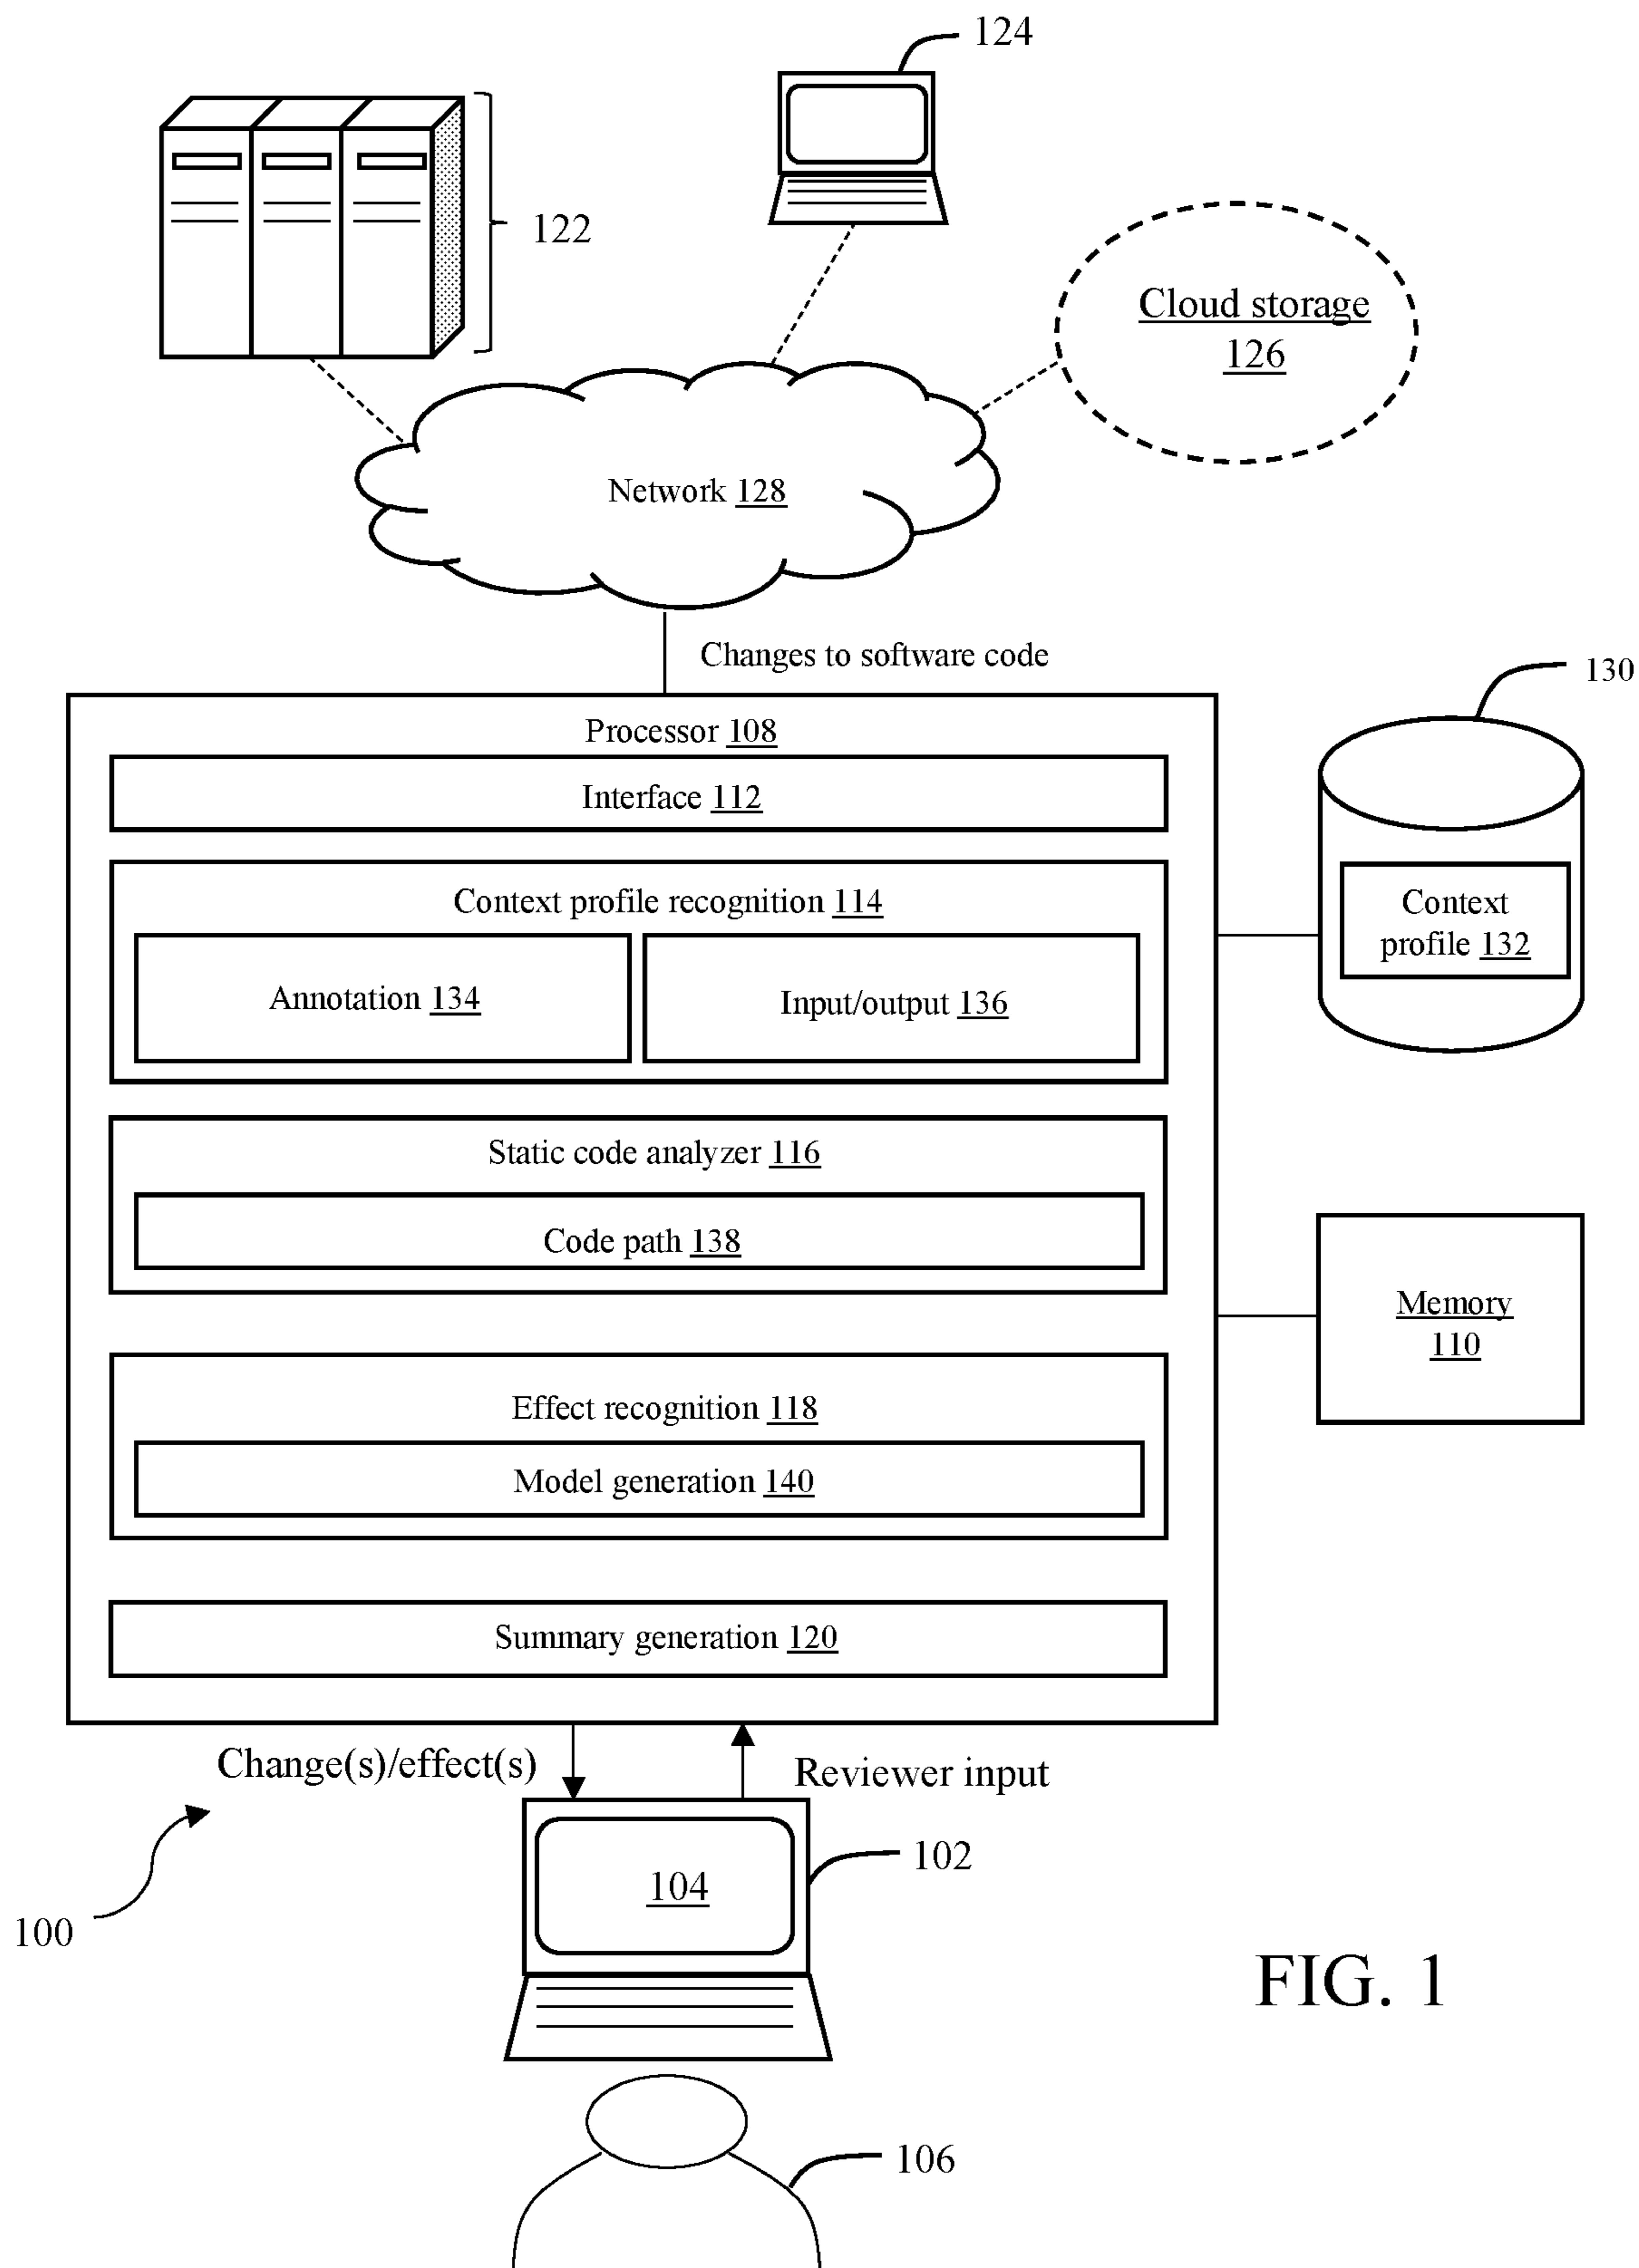 124
122
Cloud storage
126
Network 128
Changes to software code
130
Processor 108
Interface 112
Context profile recognition 114
Context
profile 132
Annotation 134
Input/output 136
Static code analyzer 116
Code path 138
Memory
110
Effect recognition 118
Model generation 140
Summary generation 120
Change(s)/effect(s)
Reviewer input
102
104
100
FIG. 1
106